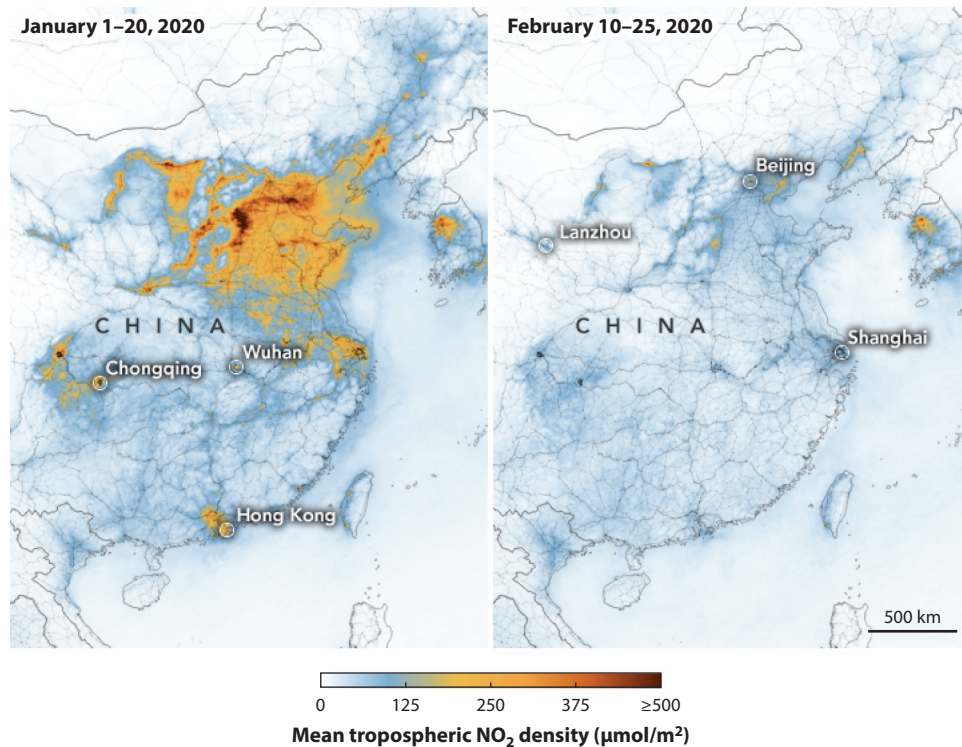 January 1–20, 2020
February 10–25, 2020
Beijing
Lanzhou
CHINA
CHINA
Wuhan
Shanghai
Chongqing
Hong Kong
500 km
0 125 250 375 ≥500
Mean tropospheric NO₂ density (μmol/m²)